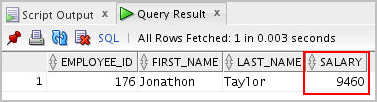 Script Output Query Result
SQL All Rows Fetched: 1 in 0.003 seconds
EMPLOYEE_ID FIRST_NAME LAST_NAME SALARY
1 176 Jonathon Taylor 9460